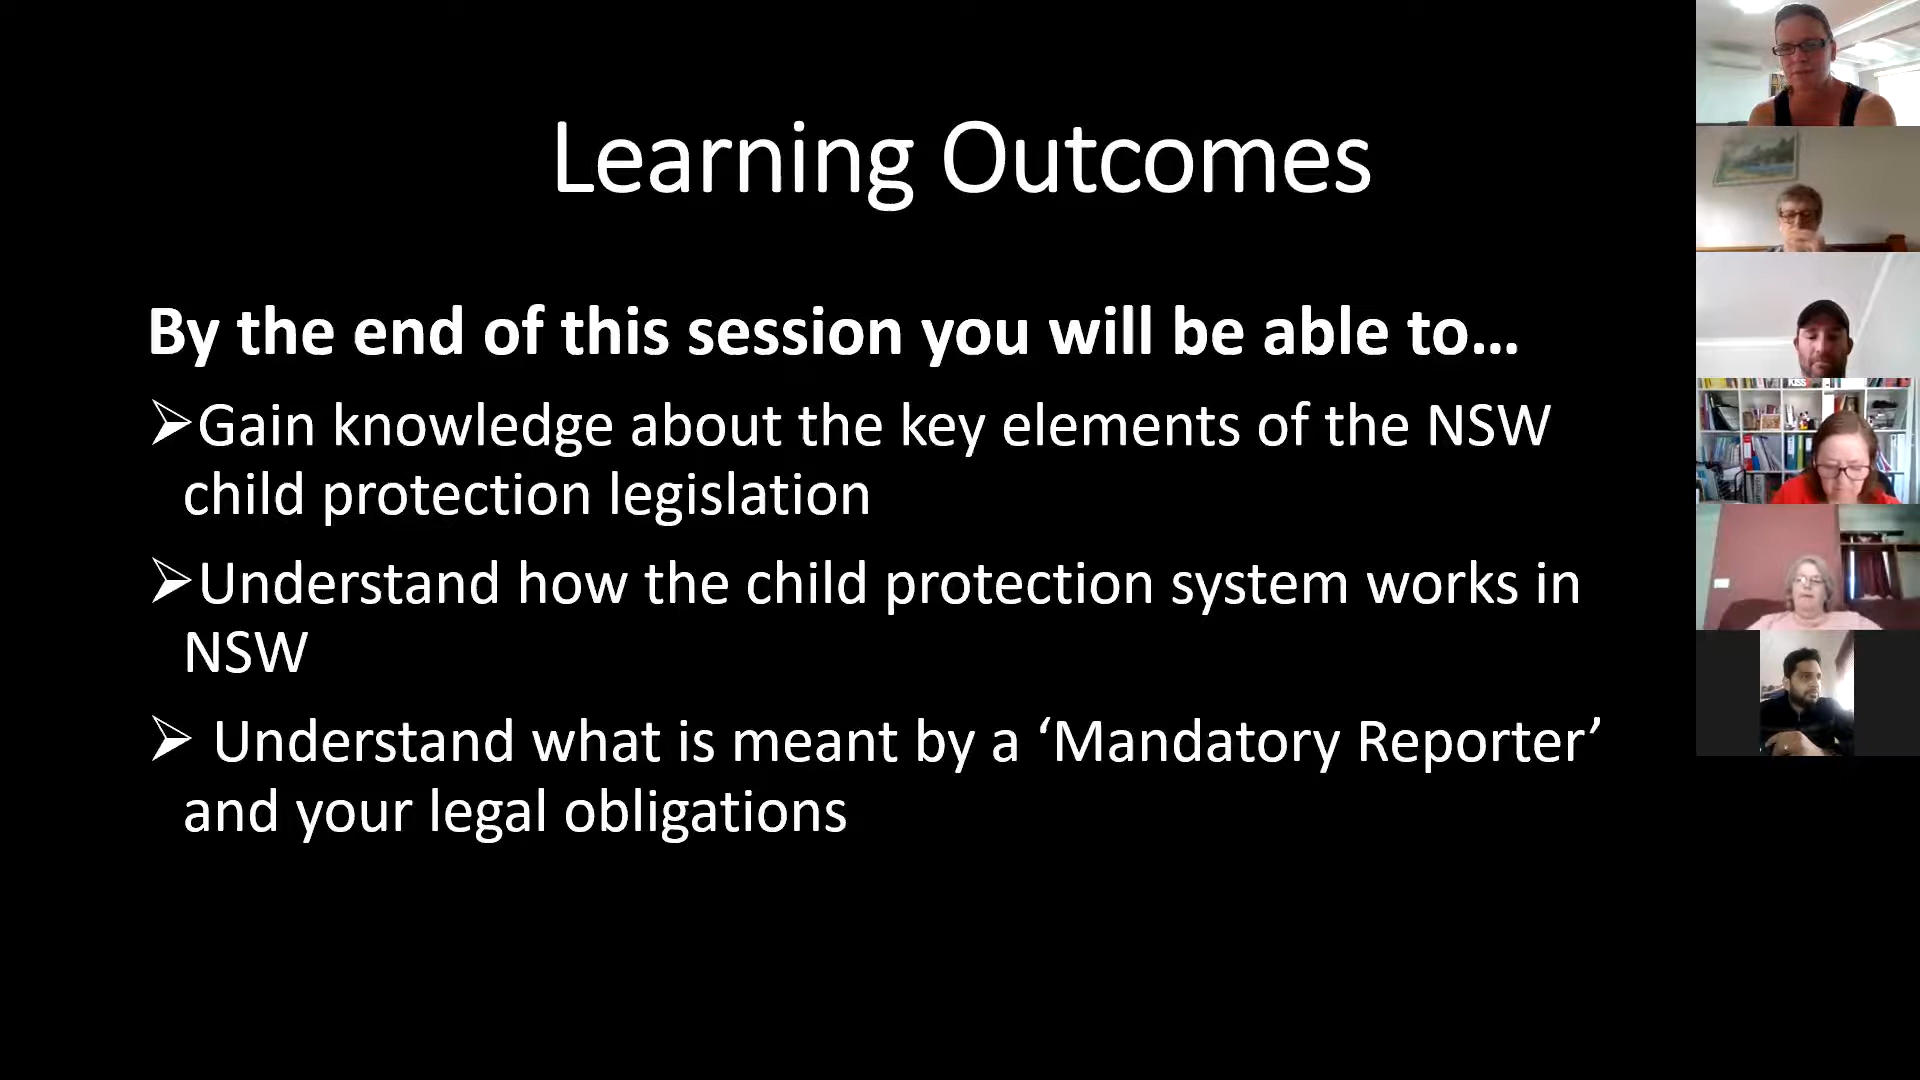 Learning Outcomes
By the end of this session you will be able to...
➢Gain knowledge about the key elements of the NSW
child protection legislation
➢Understand how the child protection system works in
NSW
➢ Understand what is meant by a ‘Mandatory Reporter’
and your legal obligations
KISS